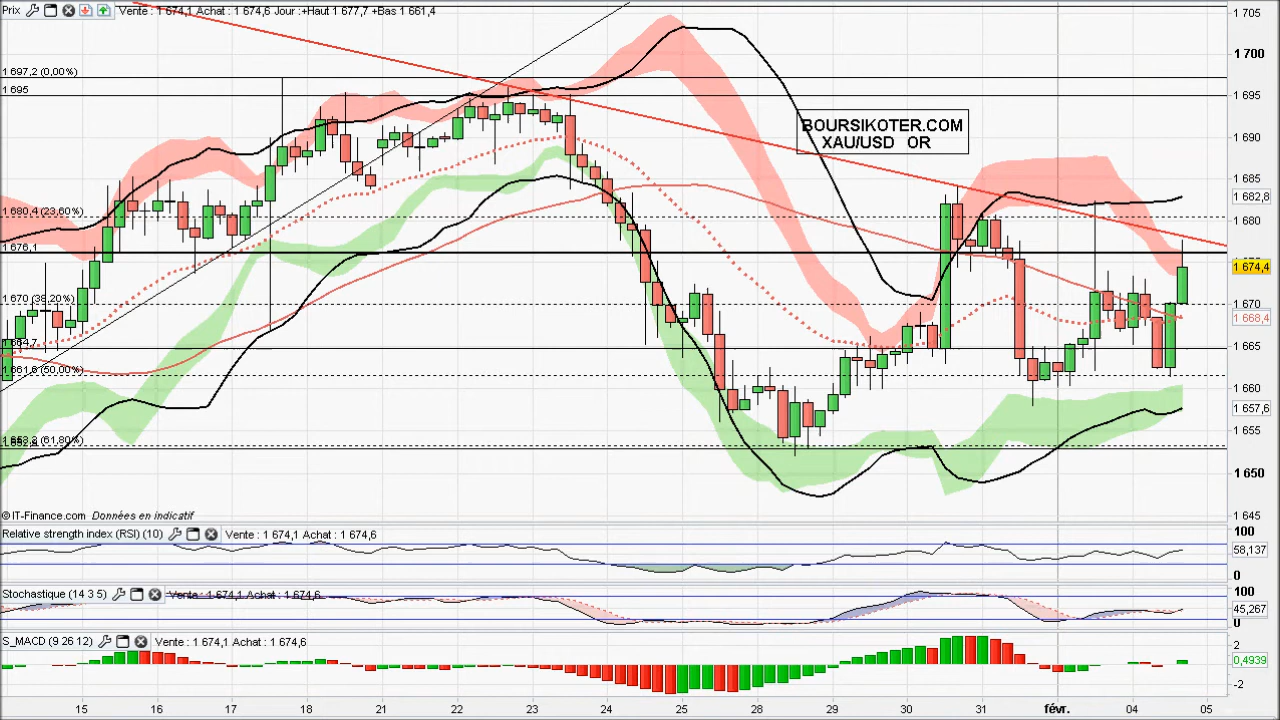 Prix Vente : 1 674,1 Achat : 1 674,6 Jour : +Haut 1 677,7 +Bas 1 661,4
1 705
1 700
1 697,2 (0,00%)
1 695
1 695
BOURSIKOTER.COM
XAU/USD OR
1 690
1 685
1 682,8
1 680,4 (23,60%)
1 680
1 676,1
1 674,4
1 670 (38,20%)
1 670
1 668,4
1 664,7
1 665
1 661,6 (50,00%)
1 660
1 657,6
1 655
(61,80%)
1 650
1 645
© IT-Finance.com Données en indicatif
Relative strength index (RSI) (10) Vente : 1 674,1 Achat : 1 674,6
100
58,137
0
Stochastique (14 3 5) Vente : 1 674,1 Achat : 1 674,6
100
45,267
0
S_MACD (9 26 12) Vente : 1 674,1 Achat : 1 674,6
2
0,4939
-2
15 16 17 18 21 22 23 24 25 28 29 30 31 févr. 04 05